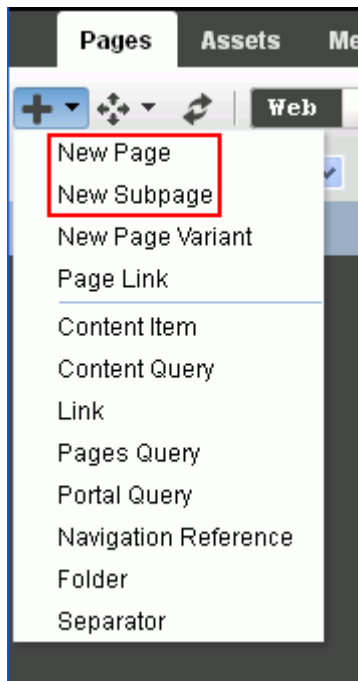 Pages Assets Me
Web
New Page
New Subpage
New Page Variant
Page Link
Content Item
Content Query
Link
Pages Query
Portal Query
Navigation Reference
Folder
Separator